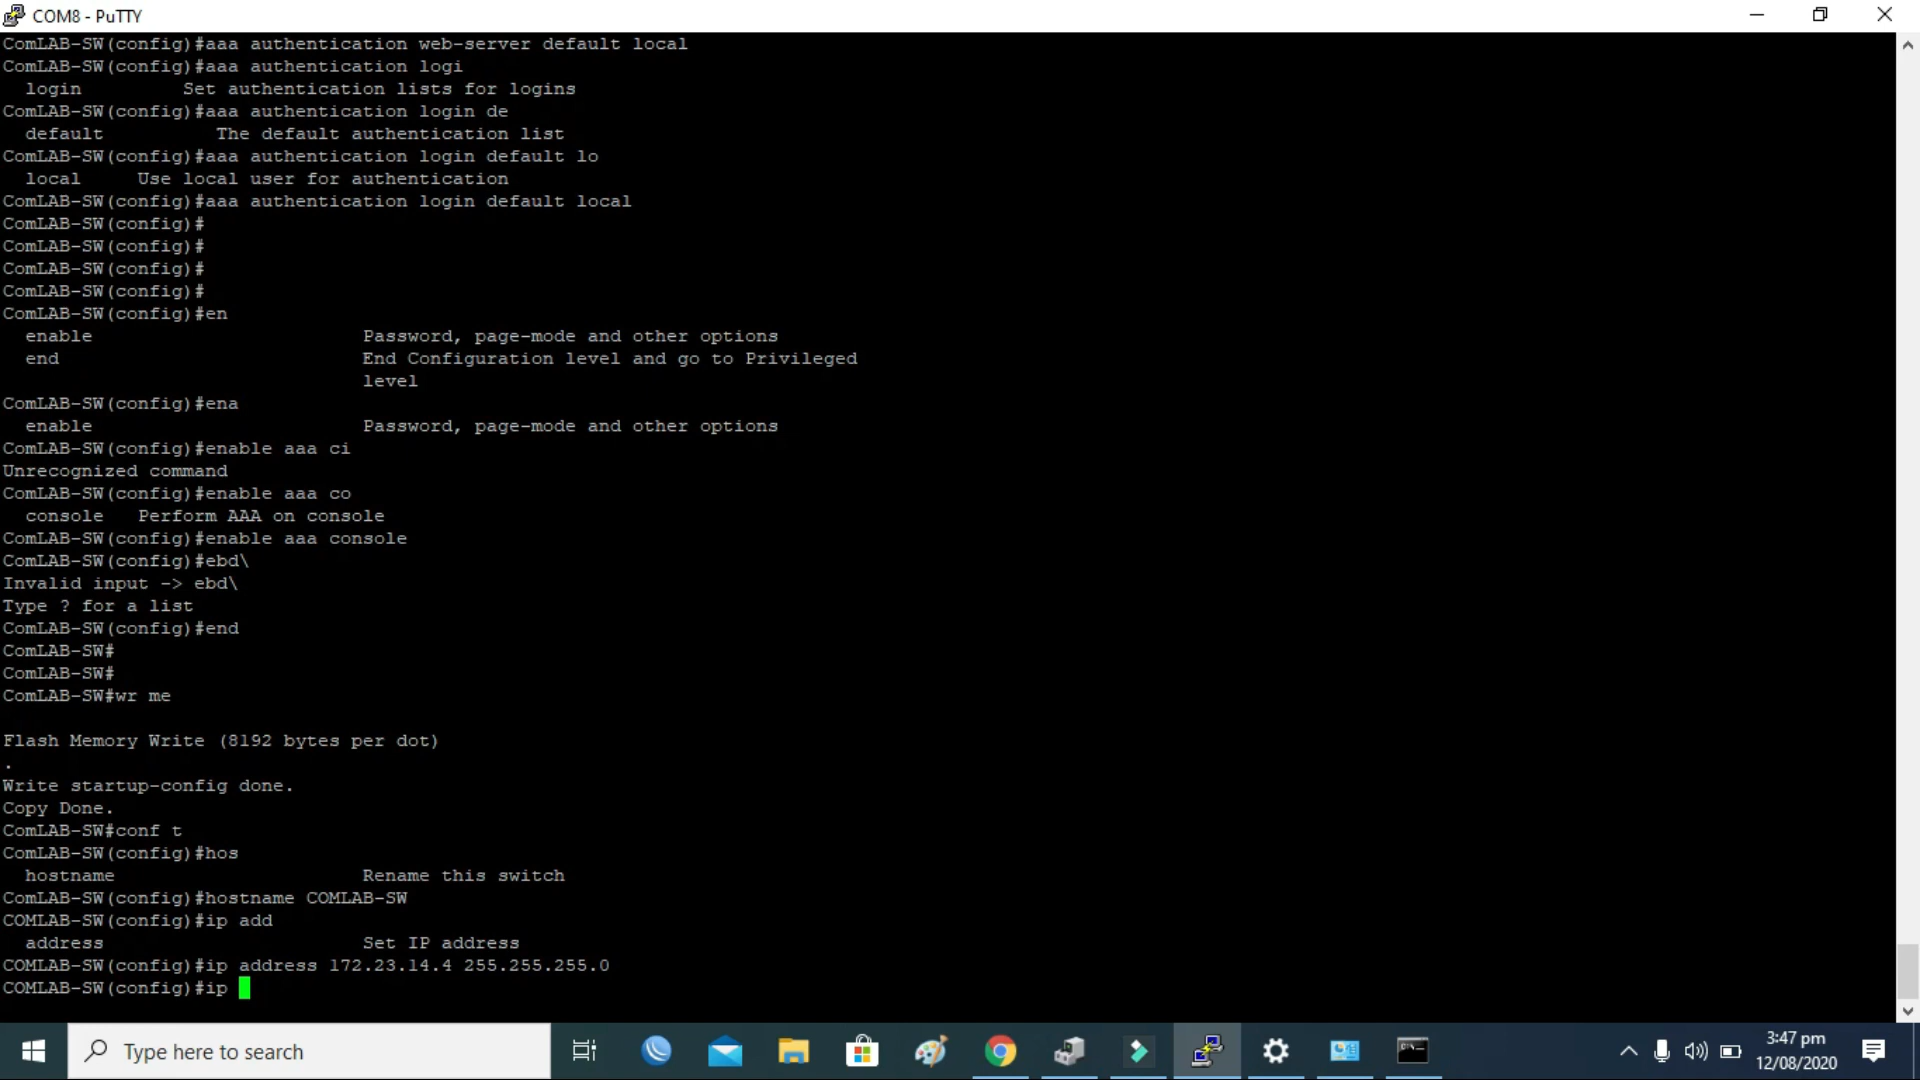 COM8 - PuTTY
ComLAB-SW(config)#aaa authentication web-server default local
ComLAB-SW(config)#aaa authentication logi
  login         Set authentication lists for logins
ComLAB-SW(config)#aaa authentication login de
  default          The default authentication list
ComLAB-SW(config)#aaa authentication login default lo
  local     Use local user for authentication
ComLAB-SW(config)#aaa authentication login default local
ComLAB-SW(config)#
ComLAB-SW(config)#
ComLAB-SW(config)#
ComLAB-SW(config)#
ComLAB-SW(config)#en
  enable                        Password, page-mode and other options
  end                           End Configuration level and go to Privileged
                                level
ComLAB-SW(config)#ena
  enable                        Password, page-mode and other options
ComLAB-SW(config)#enable aaa ci
Unrecognized command
ComLAB-SW(config)#enable aaa co
  console   Perform AAA on console
ComLAB-SW(config)#enable aaa console
ComLAB-SW(config)#ebd\
Invalid input -> ebd\
Type ? for a list
ComLAB-SW(config)#end
ComLAB-SW#
ComLAB-SW#
ComLAB-SW#wr me
Flash Memory Write (8192 bytes per dot)
.
Write startup-config done.
Copy Done.
ComLAB-SW#conf t
ComLAB-SW(config)#hos
  hostname                      Rename this switch
ComLAB-SW(config)#hostname COMLAB-SW
COMLAB-SW(config)#ip add
  address                       Set IP address
COMLAB-SW(config)#ip address 172.23.14.4 255.255.255.0
COMLAB-SW(config)#ip
Type here to search
3:47 pm
12/08/2020